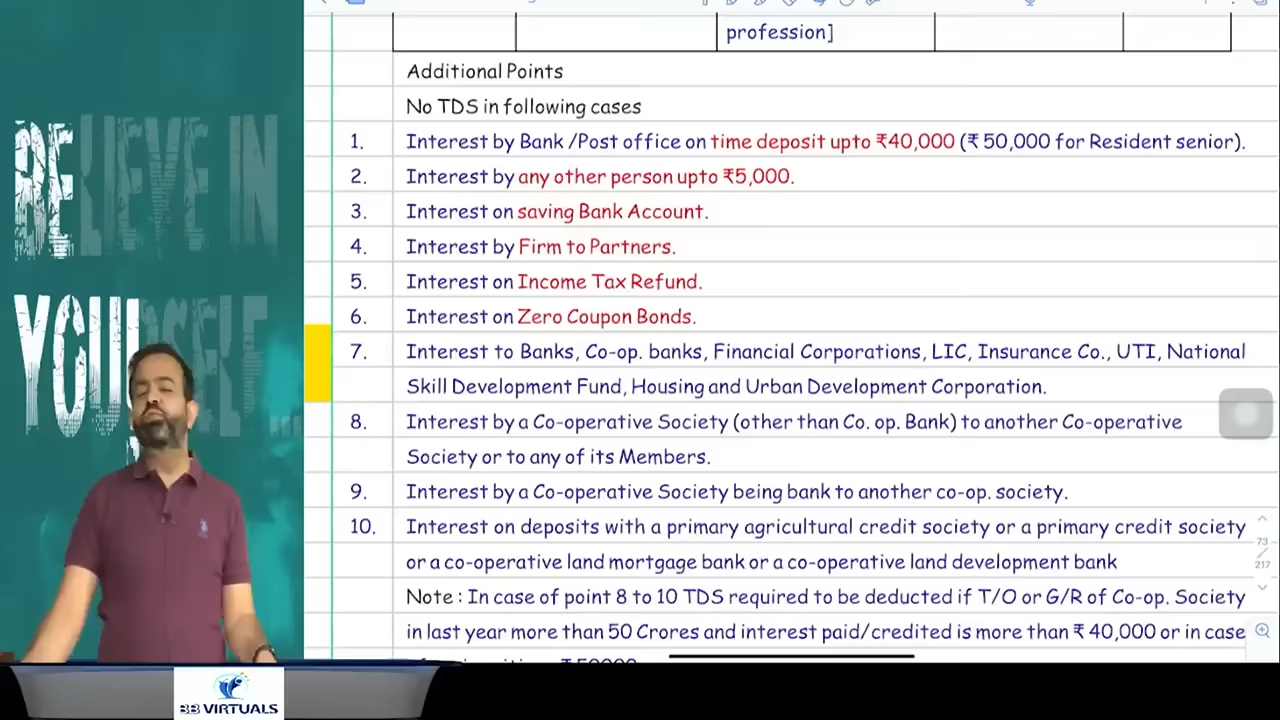 profession]
Additional Points
No TDS in following cases
1. Interest by Bank /Post office on time deposit upto ₹40,000 (₹ 50,000 for Resident senior).
2. Interest by any other person upto ₹5,000.
3. Interest on saving Bank Account.
4. Interest by Firm to Partners.
5. Interest on Income Tax Refund.
6. Interest on Zero Coupon Bonds.
7. Interest to Banks, Co-op. banks, Financial Corporations, LIC, Insurance Co., UTI, National
Skill Development Fund, Housing and Urban Development Corporation.
8. Interest by a Co-operative Society (other than Co. op. Bank) to another Co-operative
Society or to any of its Members.
9. Interest by a Co-operative Society being bank to another co-op. society.
10. Interest on deposits with a primary agricultural credit society or a primary credit society
or a co-operative land mortgage bank or a co-operative land development bank
Note : In case of point 8 to 10 TDS required to be deducted if T/O or G/R of Co-op. Society
in last year more than 50 Crores and interest paid/credited is more than ₹ 40,000 or in case
73
/
217
BELIEVE IN
YOURSELF
BB VIRTUALS